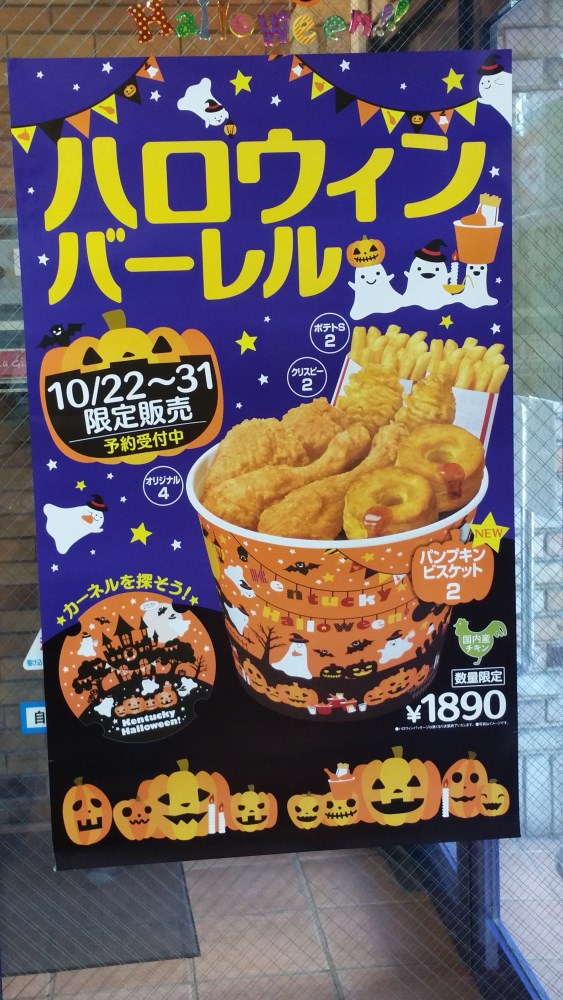 Halloween!
ハロウィン
バーレル
10/22〜31
限定販売
予約受付中
ポテトS
2
クリスピー
2
オリジナル
4
NEW
パンプキン
ビスケット
2
カーネルを探そう!
Kentucky
Halloween!
Kentucky
Halloween!
国内産
チキン
数量限定
¥1890
自